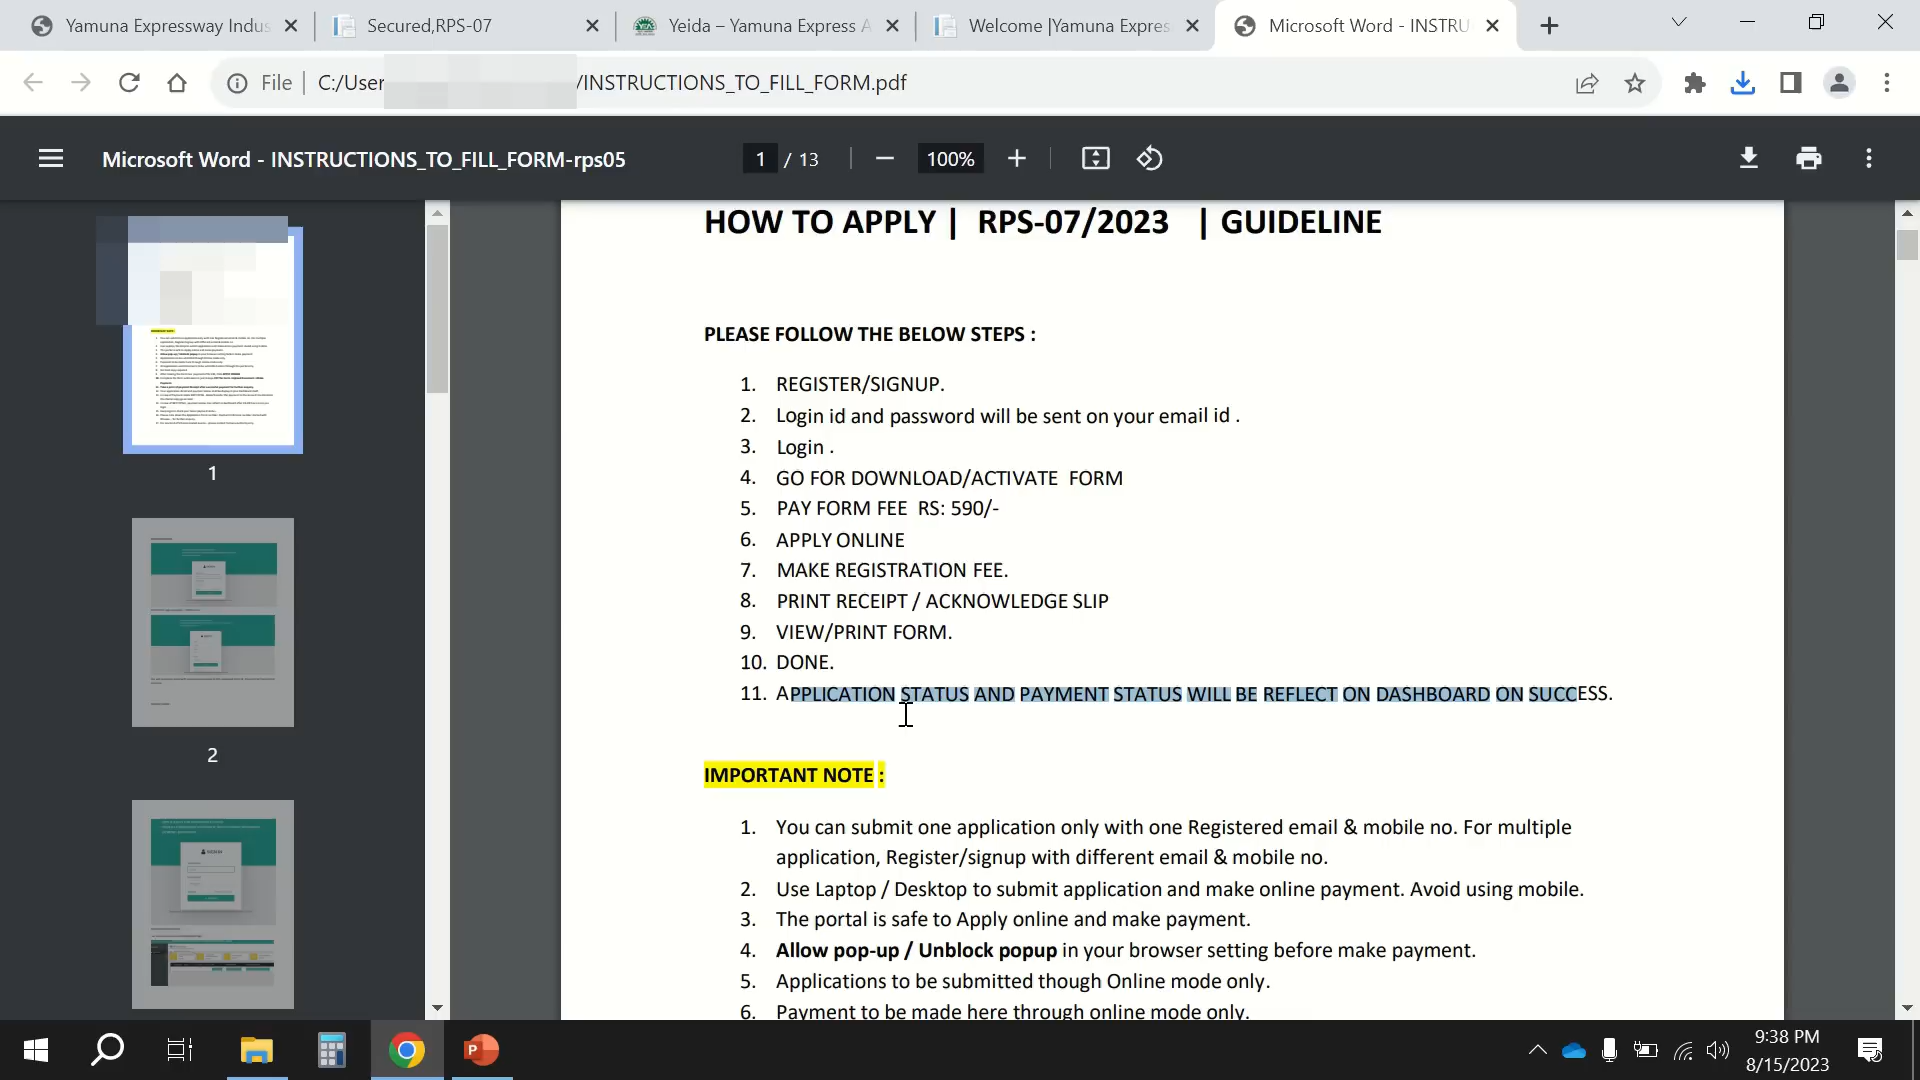 Yamuna Expressway Indus
Secured,RPS-07
Yeida – Yamuna Express A
Welcome |Yamuna Expres
Microsoft Word - INSTRU
File
C:/User
/INSTRUCTIONS_TO_FILL_FORM.pdf
Microsoft Word - INSTRUCTIONS_TO_FILL_FORM-rps05
1 / 13
100%
HOW TO APPLY | RPS-07/2023 | GUIDELINE
PLEASE FOLLOW THE BELOW STEPS :
1. REGISTER/SIGNUP.
2. Login id and password will be sent on your email id .
3. Login .
4. GO FOR DOWNLOAD/ACTIVATE FORM
5. PAY FORM FEE RS: 590/-
6. APPLY ONLINE
7. MAKE REGISTRATION FEE.
8. PRINT RECEIPT / ACKNOWLEDGE SLIP
9. VIEW/PRINT FORM.
10. DONE.
11. APPLICATION STATUS AND PAYMENT STATUS WILL BE REFLECT ON DASHBOARD ON SUCCESS.
IMPORTANT NOTE :
1. You can submit one application only with one Registered email & mobile no. For multiple
application, Register/signup with different email & mobile no.
2. Use Laptop / Desktop to submit application and make online payment. Avoid using mobile.
3. The portal is safe to Apply online and make payment.
4. Allow pop-up / Unblock popup in your browser setting before make payment.
5. Applications to be submitted though Online mode only.
6. Payment to be made here through online mode only.
1
2
9:38 PM
8/15/2023